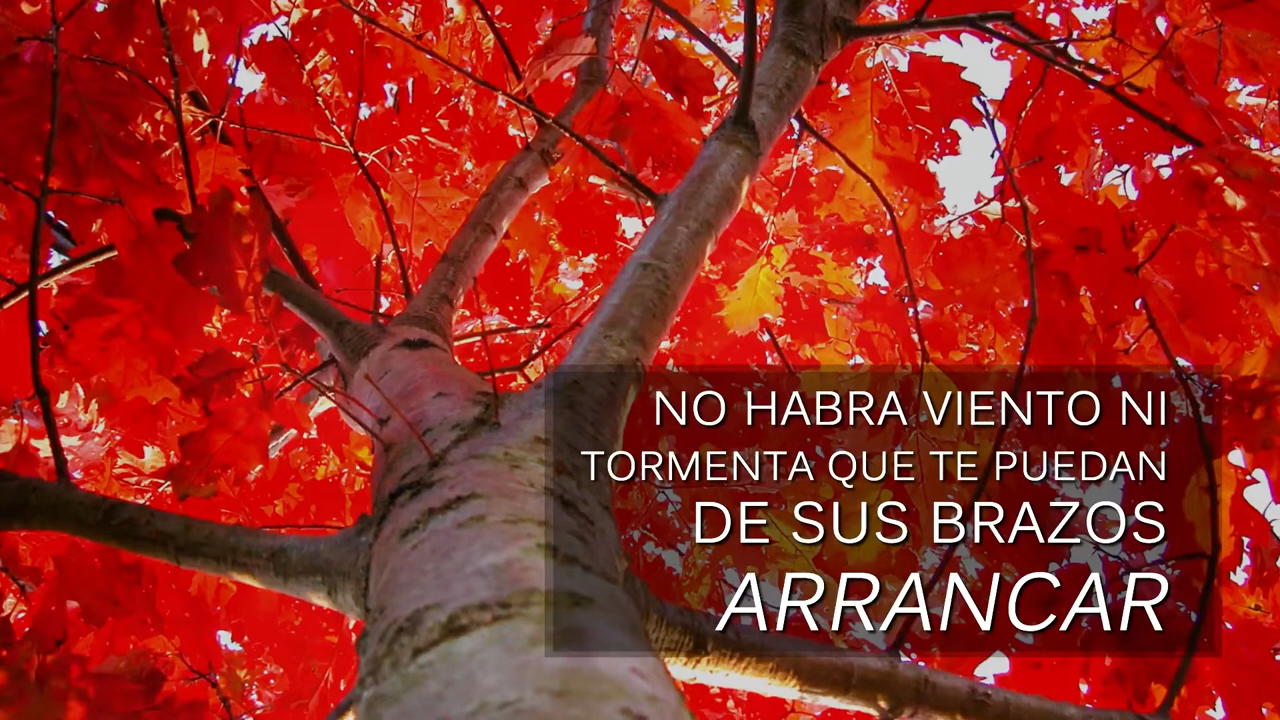 NO HABRA VIENTO NI
TORMENTA QUE TE PUEDAN
DE SUS BRAZOS
ARRANCAR